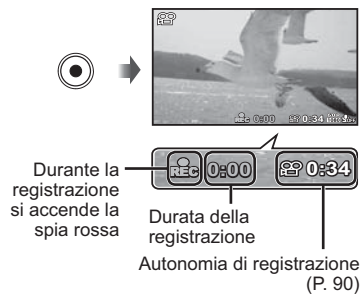 REC 0:00 0:34
REC 0:00 0:34
Durante la
registrazione
si accende la
spia rossa
Durata della
registrazione
Autonomia di registrazione
(P. 90)